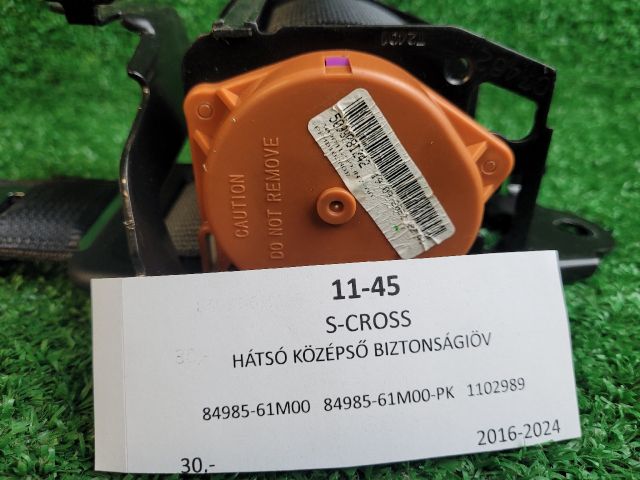 CAUTION
DO NOT REMOVE
11-45
S-CROSS
HÁTSÓ KÖZÉPSŐ BIZTONSÁGIÖV
84985-61M00 84985-61M00-PK 1102989
2016-2024
30,-